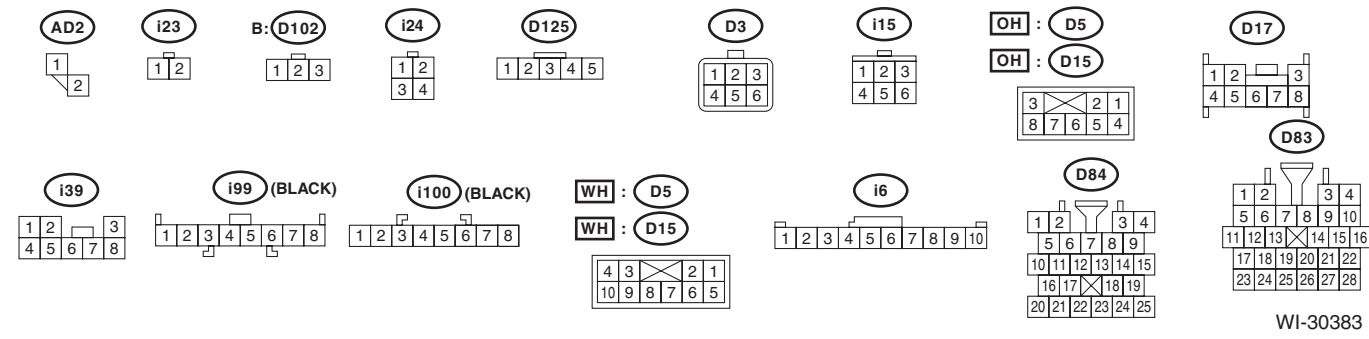 AD2
1
2
i23
1 2
B: D102
1 2 3
i24
1 2
3 4
D125
1 2 3 4 5
D3
1 2 3
4 5 6
i15
1 2 3
4 5 6
OH : D5
OH : D15
3 2 1
8 7 6 5 4
D17
1 2 3
4 5 6 7 8
i39
1 2 3
4 5 6 7 8
i99 (BLACK)
1 2 3 4 5 6 7 8
i100 (BLACK)
1 2 3 4 5 6 7 8
WH : D5
WH : D15
4 3 2 1
10 9 8 7 6 5
i6
1 2 3 4 5 6 7 8 9 10
D84
1 2 3 4
5 6 7 8 9
10 11 12 13 14 15
16 17 18 19
20 21 22 23 24 25
D83
1 2 3 4
5 6 7 8 9 10
11 12 13 14 15 16
17 18 19 20 21 22
23 24 25 26 27 28
WI-30383